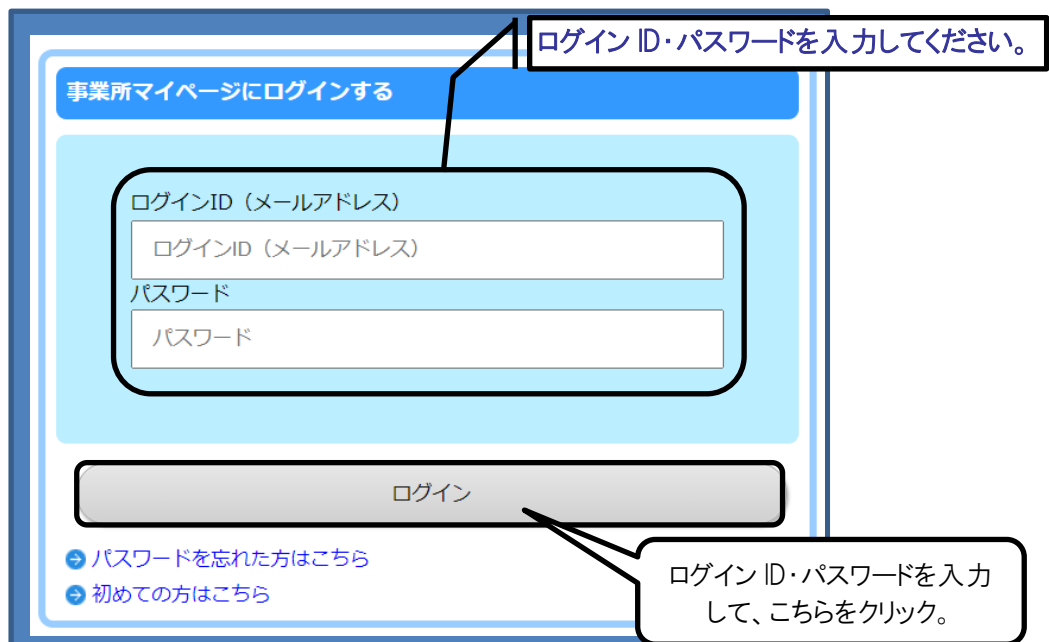 ログイン ID・パスワードを入力してください。
事業所マイページにログインする
ログインID（メールアドレス）
ログインID（メールアドレス）
パスワード
パスワード
ログイン
パスワードを忘れた方はこちら
初めての方はこちら
ログイン ID・パスワードを入力
して、こちらをクリック。